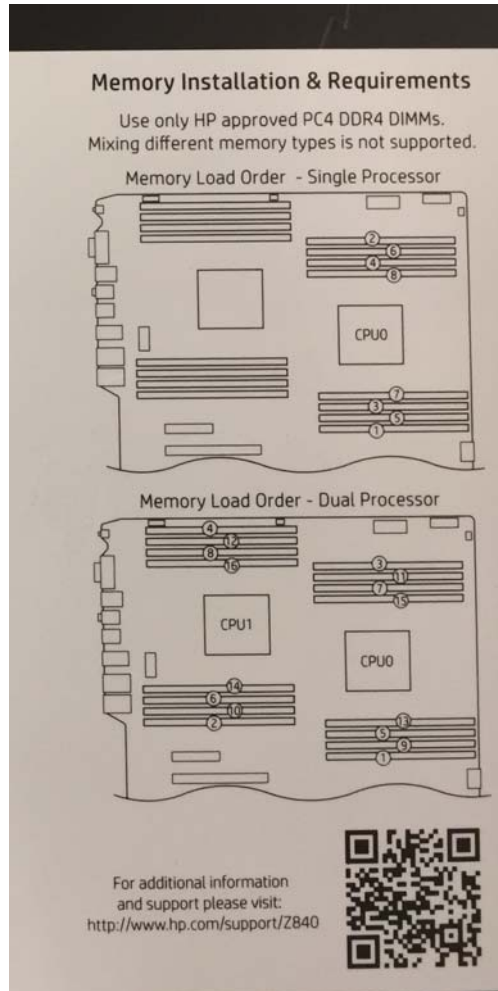 Memory Installation & Requirements
Use only HP approved PC4 DDR4 DIMMs.
Mixing different memory types is not supported.
Memory Load Order - Single Processor
2
6
4
8
CPU0
7
3
5
1
Memory Load Order - Dual Processor
4
12
8
16
3
11
7
15
CPU1
CPU0
14
6
10
2
13
5
9
1
For additional information
and support please visit:
http://www.hp.com/support/Z840